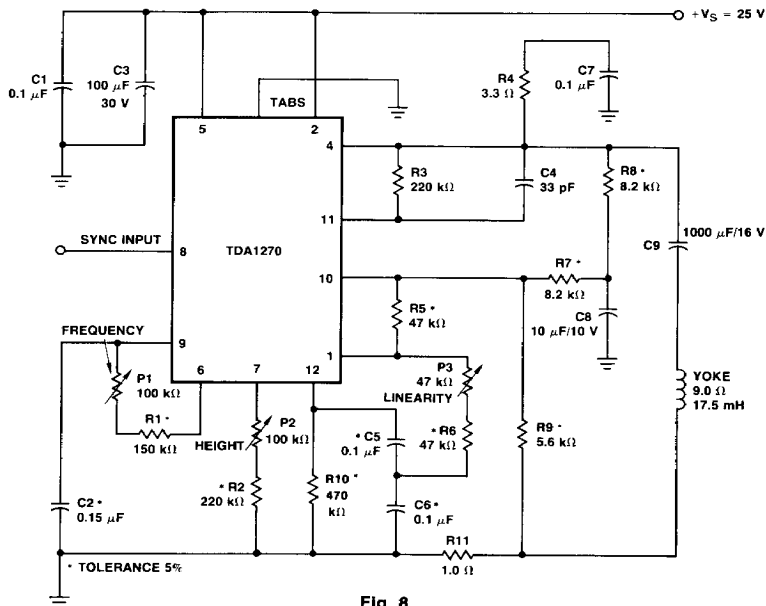 +VS = 25 V
C1
0.1 μF
C3
100 μF
30 V
TABS
5
2
R4
3.3 Ω
C7
0.1 μF
4
R3
220 kΩ
C4
33 pF
R8*
8.2 kΩ
11
1000 μF/16 V
C9
SYNC INPUT
8
TDA1270
10
R7*
8.2 kΩ
R5*
47 kΩ
C8
10 μF/10 V
FREQUENCY
9
1
P1
100 kΩ
6
7
12
P3
47 kΩ
LINEARITY
YOKE
9.0 Ω
17.5 mH
R1*
150 kΩ
HEIGHT
P2
100 kΩ
*C5
0.1 μF
*R6
47 kΩ
R9*
5.6 kΩ
C2*
0.15 μF
*R2
220 kΩ
R10*
470
kΩ
C6*
0.1 μF
R11
1.0 Ω
* TOLERANCE 5%
Fig. 8